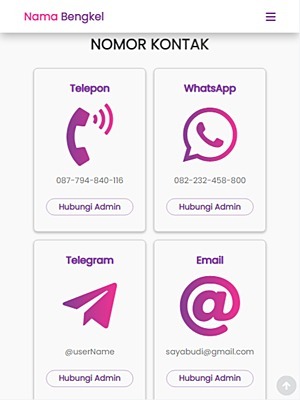 Nama Bengkel
NOMOR KONTAK
Telepon
WhatsApp
087-794-840-116
082-232-458-800
Hubungi Admin
Hubungi Admin
Telegram
Email
@userName
sayabudi@gmail.com
Hubungi Admin
Hubungi Admin